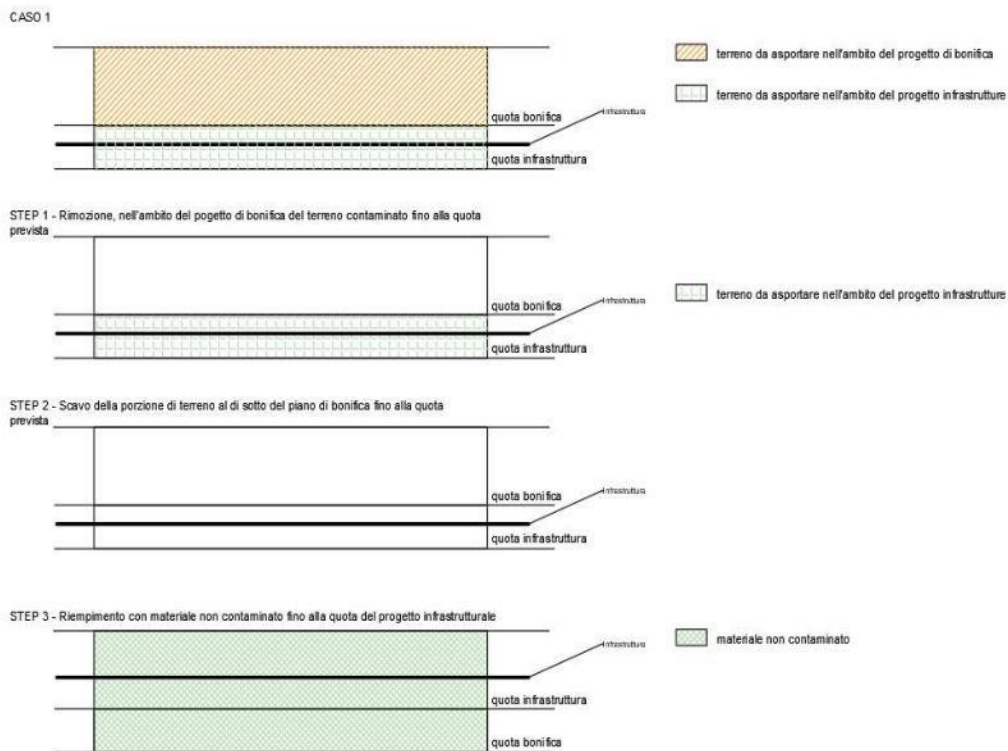 CASO 1
terreno da asportare nell'ambito del progetto di bonifica
terreno da asportare nell'ambito del progetto infrastrutture
quota bonifica
Infrastruttura
quota infrastruttura
STEP 1 - Rimozione, nell'ambito del pogetto di bonifica del terreno contaminato fino alla quota
prevista
terreno da asportare nell'ambito del progetto infrastrutture
quota bonifica
Infrastruttura
quota infrastruttura
STEP 2 - Scavo della porzione di terreno al di sotto del piano di bonifica fino alla quota
prevista
quota bonifica
Infrastruttura
quota infrastruttura
STEP 3 - Riempimento con materiale non contaminato fino alla quota del progetto infrastrutturale
materiale non contaminato
Infrastruttura
quota infrastruttura
quota bonifica